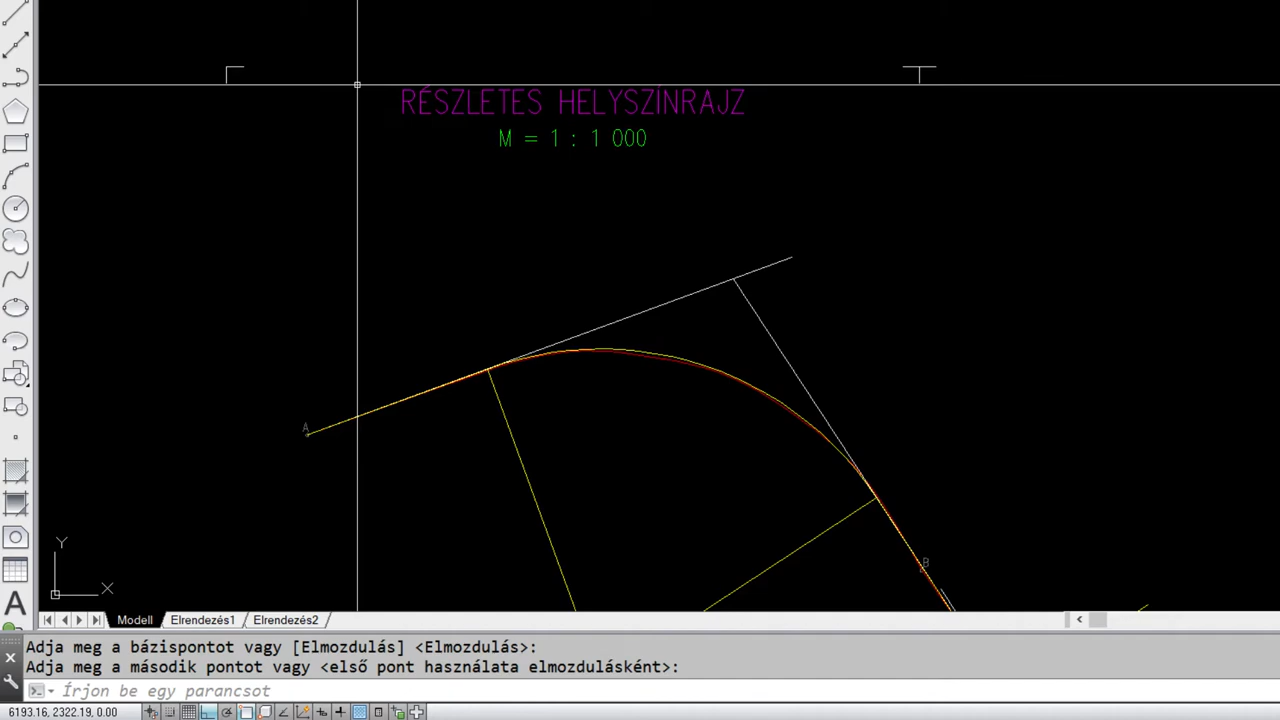 RÉSZLETES HELYSZÍNRAJZ
M = 1 : 1 000
A
B
Y
X
Modell Elrendezés1 Elrendezés2
Adja meg a bázispontot vagy [Elmozdulás] <Elmozdulás>:
Adja meg a második pontot vagy <első pont használata elmozdulásként>:
Írjon be egy parancsot
6193.16, 2322.19, 0.00